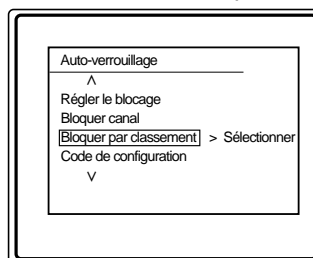 Auto-verrouillage
Régler le blocage
Bloquer canal
Bloquer par classement > Sélectionner
Code de configuration